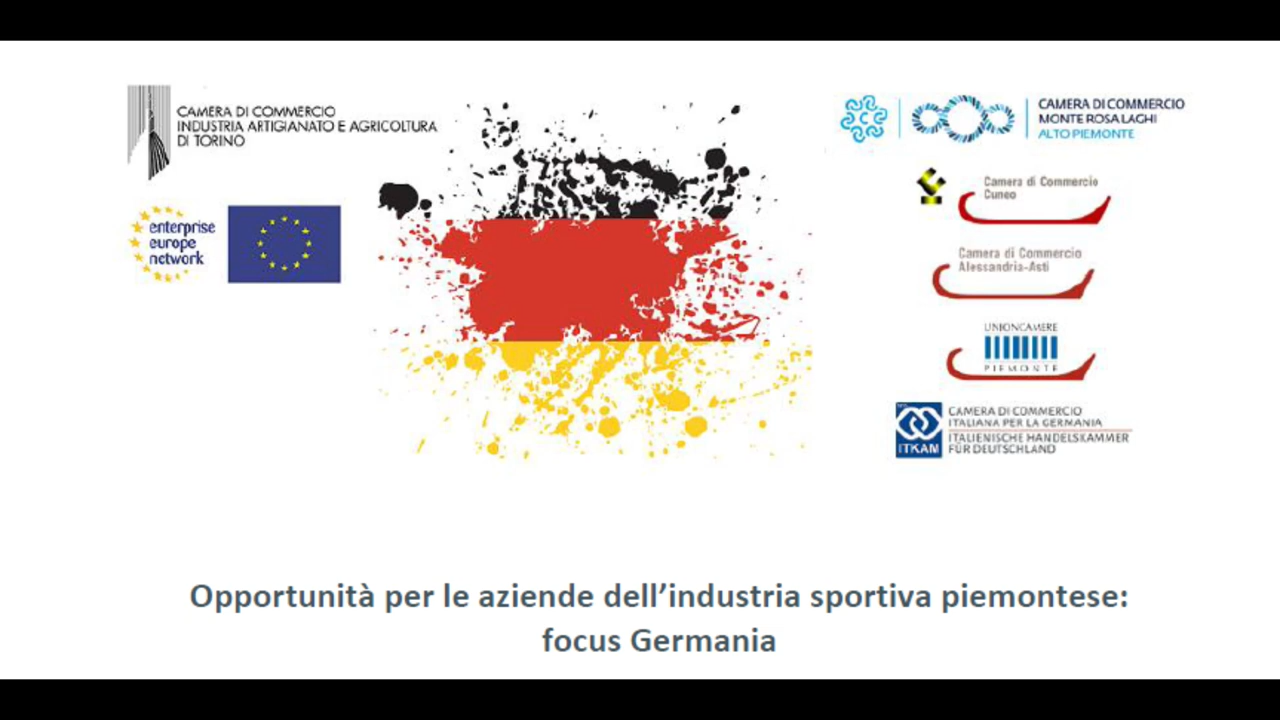 CAMERA DI COMMERCIO
INDUSTRIA ARTIGIANATO E AGRICOLTURA
DI TORINO
enterprise
europe
network
C
CAMERA DI COMMERCIO
MONTE ROSA LAGHI
ALTO PIEMONTE
Camera di Commercio
Cuneo
Camera di Commercio
Alessandria-Asti
UNIONCAMERE
PIEMONTE
ITKAM
CAMERA DI COMMERCIO
ITALIANA PER LA GERMANIA
ITALIENISCHE HANDELSKAMMER
FÜR DEUTSCHLAND
Opportunità per le aziende dell’industria sportiva piemontese:
focus Germania